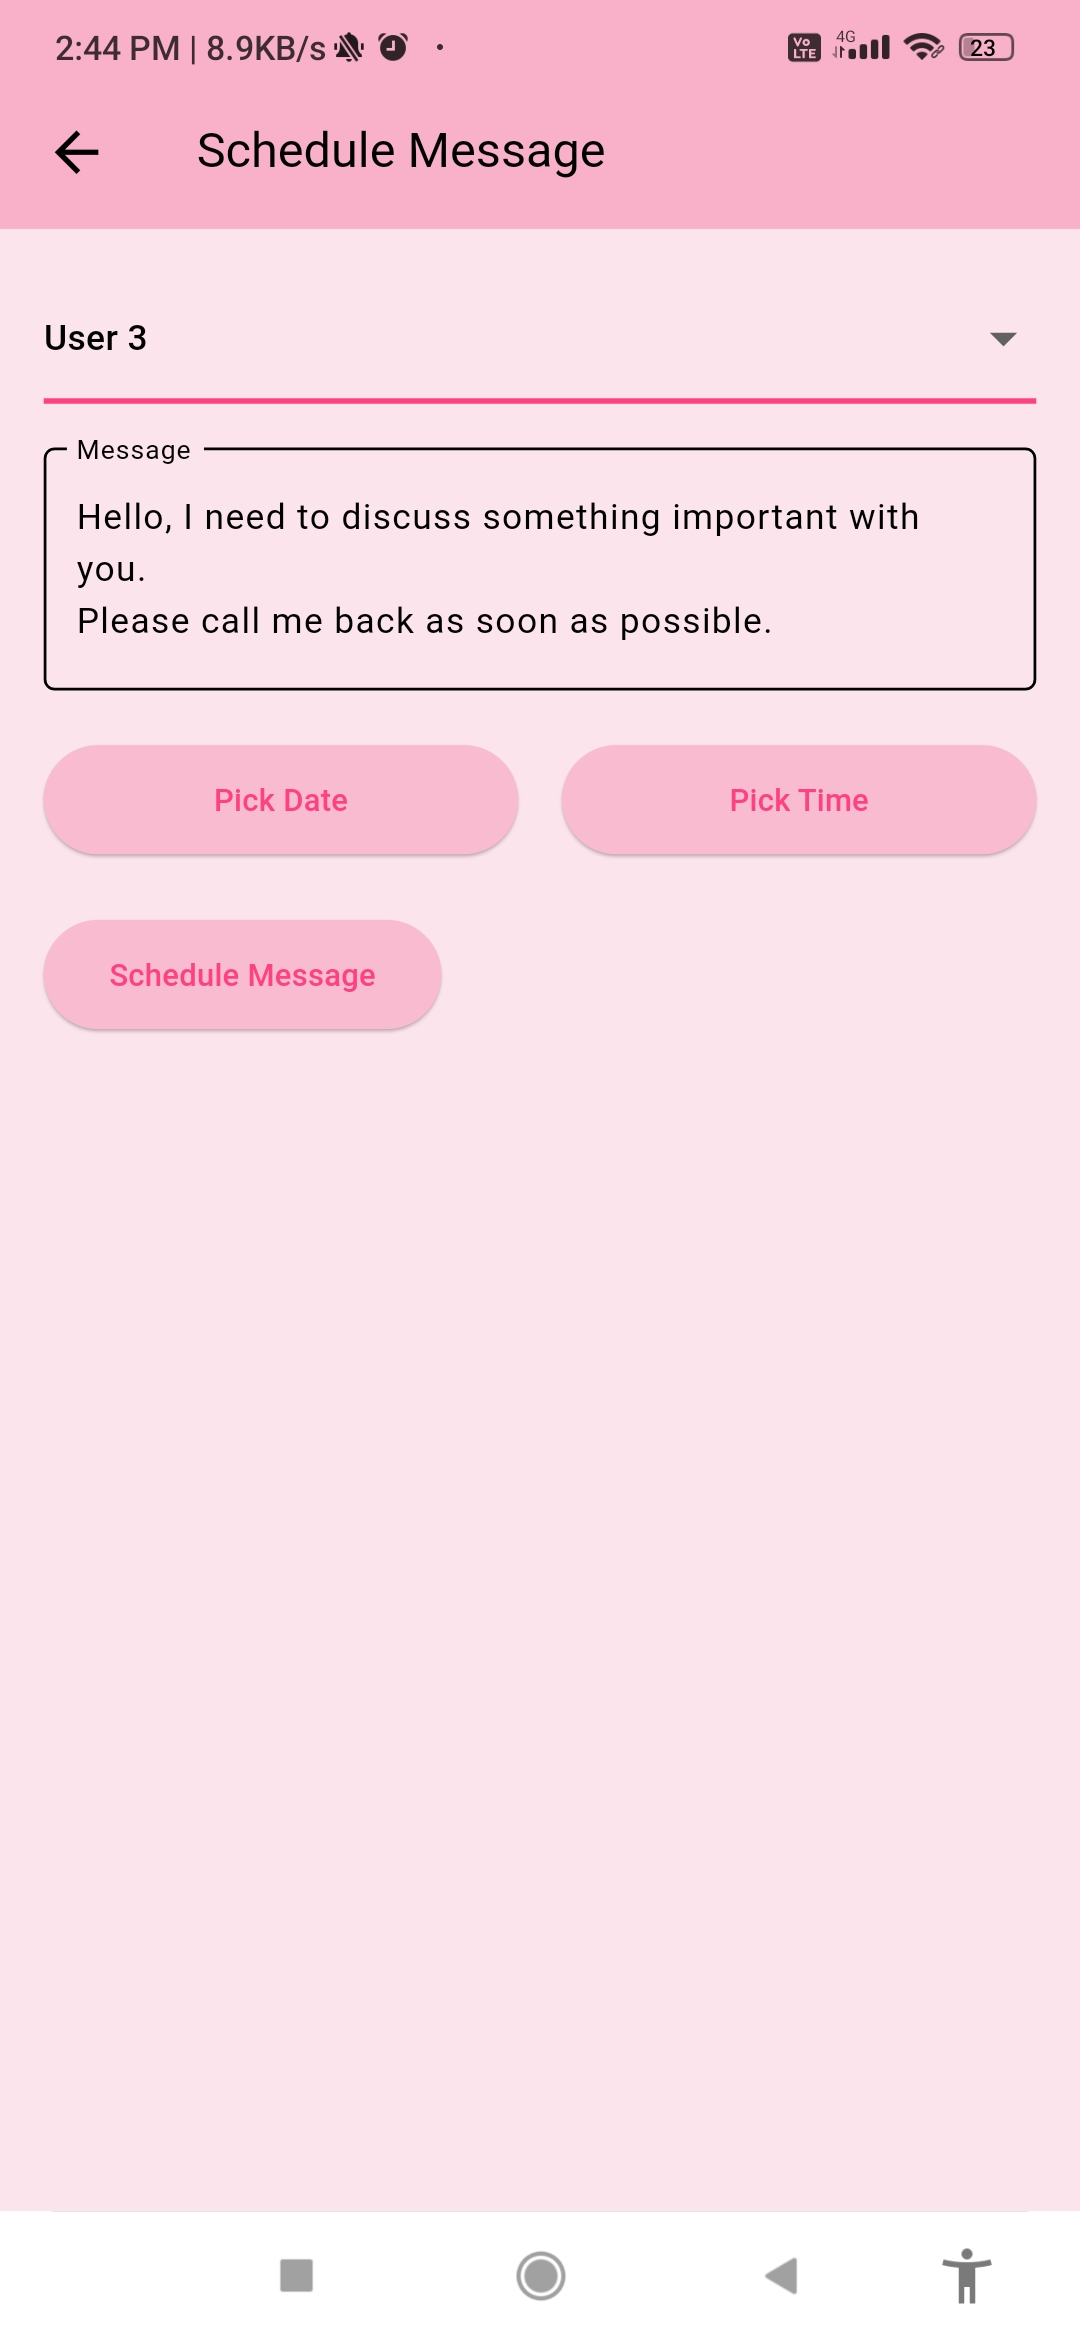 2:44 PM | 8.9KB/s
Vo LTE 4G 23
Schedule Message
User 3
Message
Hello, I need to discuss something important with
you.
Please call me back as soon as possible.
Pick Date
Pick Time
Schedule Message